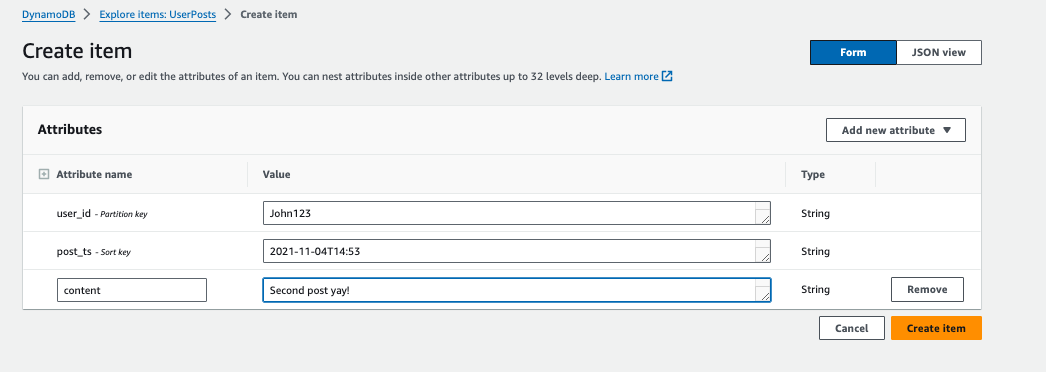 DynamoDB > Explore items: UserPosts > Create item
Create item
Form JSON view
You can add, remove, or edit the attributes of an item. You can nest attributes inside other attributes up to 32 levels deep. Learn more
Attributes
Add new attribute
Attribute name Value Type
user_id - Partition key John123 String
post_ts - Sort key 2021-11-04T14:53 String
content Second post yay! String Remove
Cancel Create item